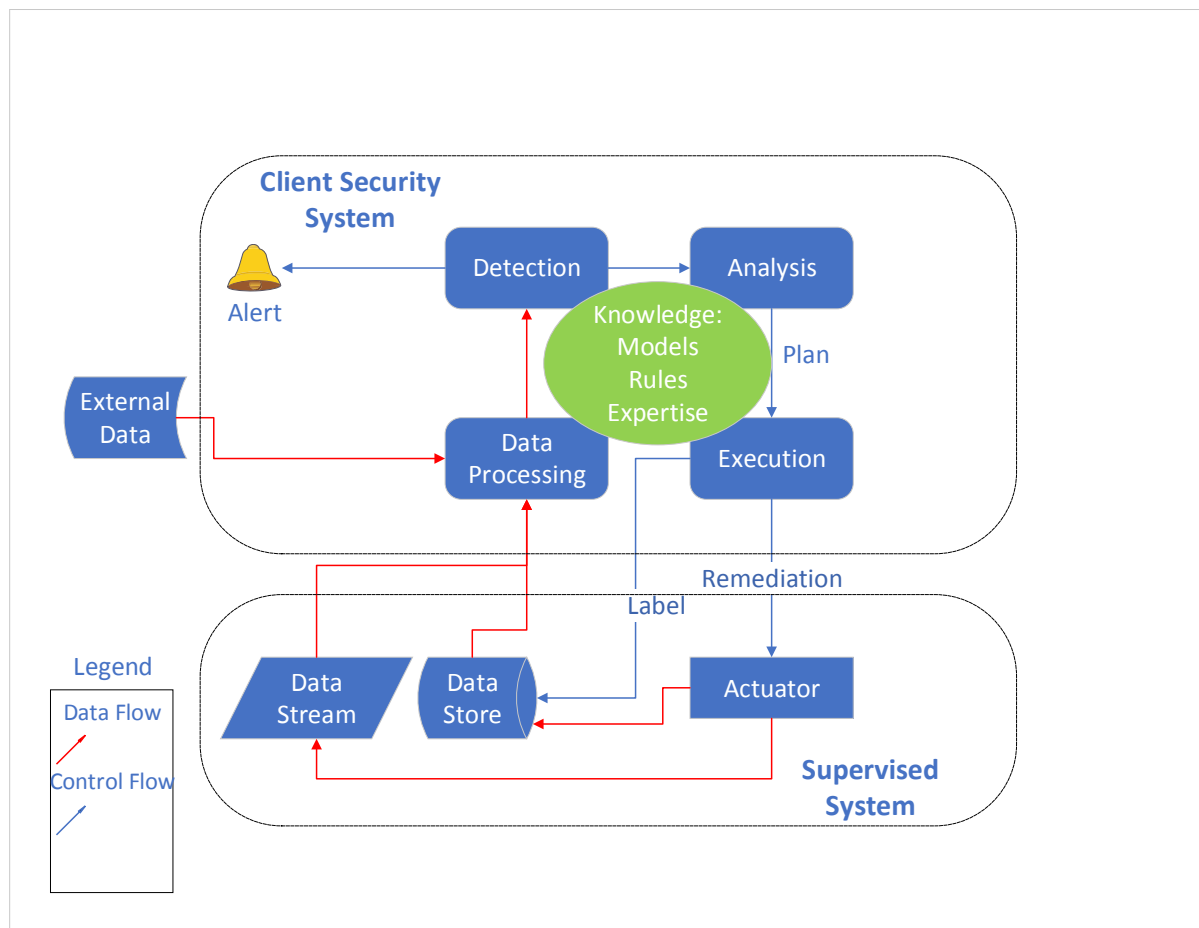 Client Security
System
Detection
Analysis
Alert
Knowledge:
Models
Rules
Expertise
Plan
External
Data
Data
Processing
Execution
Remediation
Label
Legend
Data Flow
Control Flow
Data
Stream
Data
Store
Actuator
Supervised
System